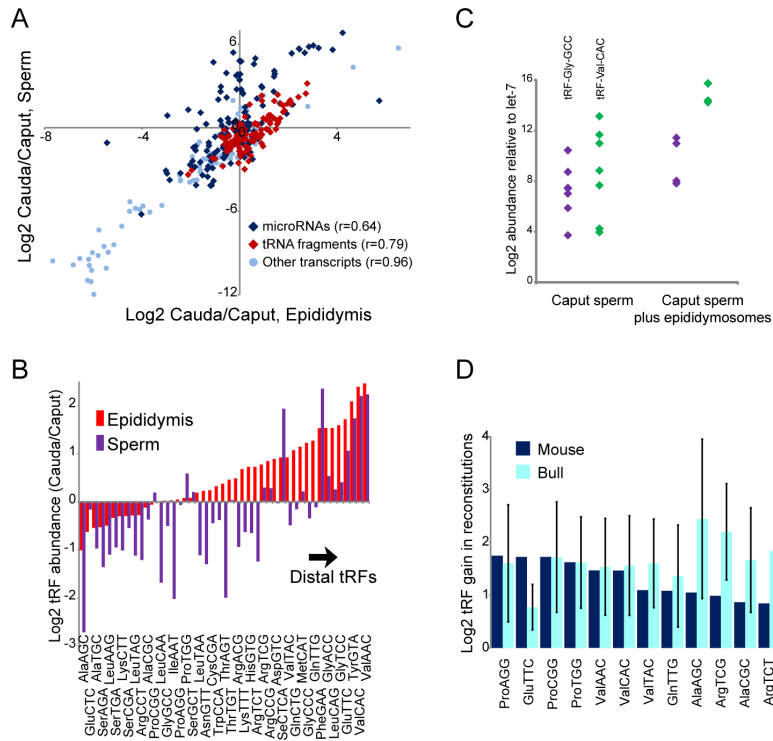 A
6
-8
-4
0
4
-6
-12
Log2 Cauda/Caput, Sperm
microRNAs (r=0.64)
tRNA fragments (r=0.79)
Other transcripts (r=0.96)
Log2 Cauda/Caput, Epididymis
C
tRF-Gly-GCC
tRF-Val-CAC
16
12
8
4
0
Log2 abundance relative to let-7
Caput sperm
Caput sperm
plus epididymosomes
B
Log2 tRF abundance (Cauda/Caput)
2
1
0
-1
-2
-3
Epididymis
Sperm
Distal tRFs
AlaAGC
AlaTGC
LeuAAG
LysCTT
LeuTAG
AlaCGC
LeuCAA
IleAAT
ProTGG
LeuTAA
CysCGA
ThrAGT
ArgACG
HisGTG
ArgTCG
AspGTC
ValTAC
MetCAT
GlnTTG
GlyACC
GlyTCC
TyrGTA
ValAAC
GluCTC
SerAGA
SerTGA
SerCGA
ArgCCT
ProCGG
GlyGCC
ProAGG
SerGCT
AsnGTT
TrpCCA
ThrTGT
LysTTT
ArgTCT
ArgCCG
SeCTCA
GlnCTG
GlyCCC
PheGAA
LeuCAG
GluTTC
ValCAC
D
Log2 tRF gain in reconstitutions
4
3
2
1
0
Mouse
Bull
ProAGG
GluTTC
ProCGG
ProTGG
ValAAC
ValCAC
ValTAC
GlnTTG
AlaAGC
ArgTCG
AlaCGC
ArgTCT